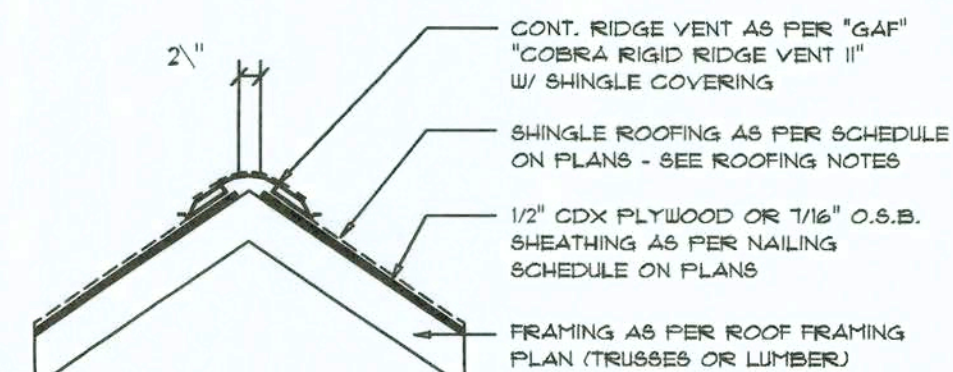 2\"
CONT. RIDGE VENT AS PER "GAF"
"COBRA RIGID RIDGE VENT II"
W/ SHINGLE COVERING
SHINGLE ROOFING AS PER SCHEDULE
ON PLANS - SEE ROOFING NOTES
1/2" CDX PLYWOOD OR 7/16" O.S.B.
SHEATHING AS PER NAILING
SCHEDULE ON PLANS
FRAMING AS PER ROOF FRAMING
PLAN (TRUSSES OR LUMBER)